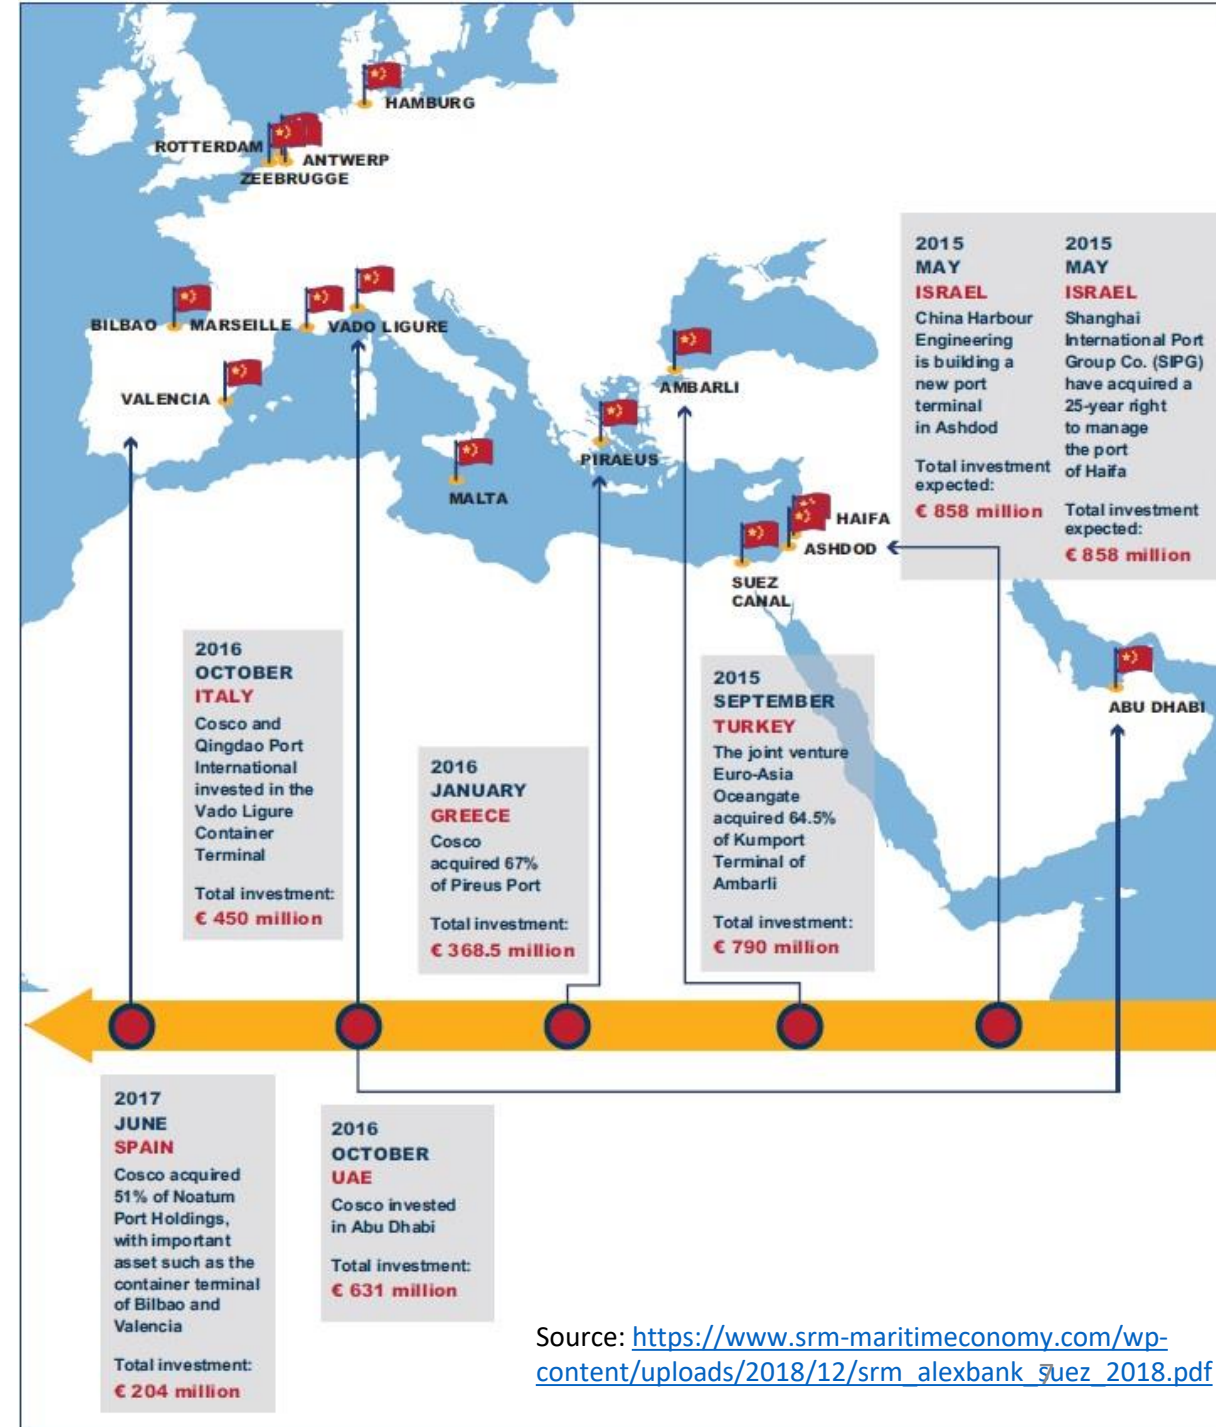 HAMBURG
ROTTERDAM
ANTWERP
ZEEBRUGGE
BILBAO
MARSEILLE
VADO LIGURE
VALENCIA
AMBARLI
PIRAEUS
MALTA
HAIFA
ASHDOD
SUEZ
CANAL
ABU DHABI
2015
MAY
ISRAEL
China Harbour
Engineering
is building a
new port
terminal
in Ashdod
Total investment
expected:
€ 858 million
2015
MAY
ISRAEL
Shanghai
International Port
Group Co. (SIPG)
have acquired a
25-year right
to manage
the port
of Haifa
Total investment
expected:
€ 858 million
2016
OCTOBER
ITALY
Cosco and
Qingdao Port
International
invested in the
Vado Ligure
Container
Terminal
Total investment:
€ 450 million
2016
JANUARY
GREECE
Cosco
acquired 67%
of Pireus Port
Total investment:
€ 368.5 million
2015
SEPTEMBER
TURKEY
The joint venture
Euro-Asia
Oceangate
acquired 64.5%
of Kumport
Terminal of
Ambarli
Total investment:
€ 790 million
2017
JUNE
SPAIN
Cosco acquired
51% of Noatum
Port Holdings,
with important
asset such as the
container terminal
of Bilbao and
Valencia
Total investment:
€ 204 million
2016
OCTOBER
UAE
Cosco invested
in Abu Dhabi
Total investment:
€ 631 million
Source: https://www.srm-maritimeconomy.com/wp-
content/uploads/2018/12/srm_alexbank_suez_2018.pdf
7